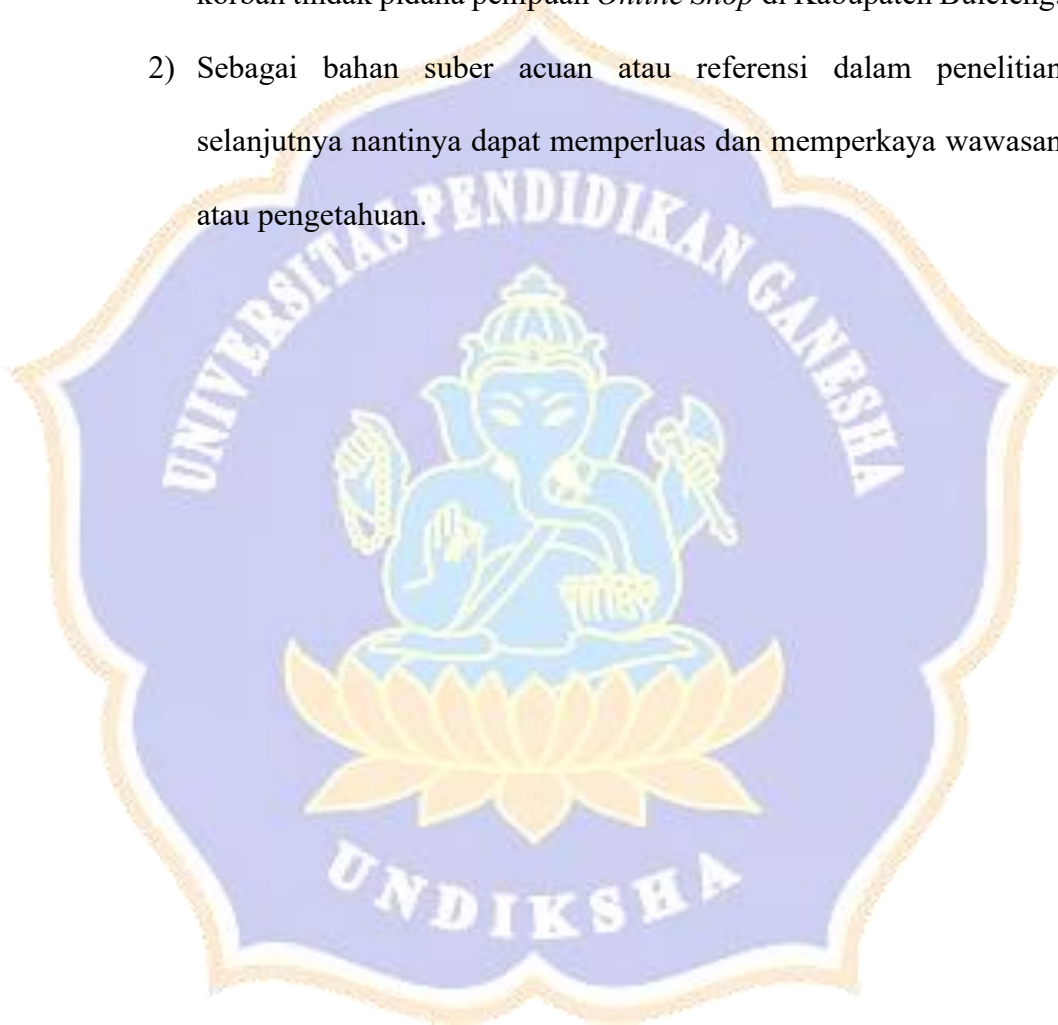 korban tindak pidana penipuan Online Shop di Kabupaten Buleleng.
2) Sebagai bahan suber acuan atau referensi dalam penelitian
selanjutnya nantinya dapat memperluas dan memperkaya wawasan
atau pengetahuan.
UNIVERSITAS PENDIDIKAN GANESHA
UNDIKSHA